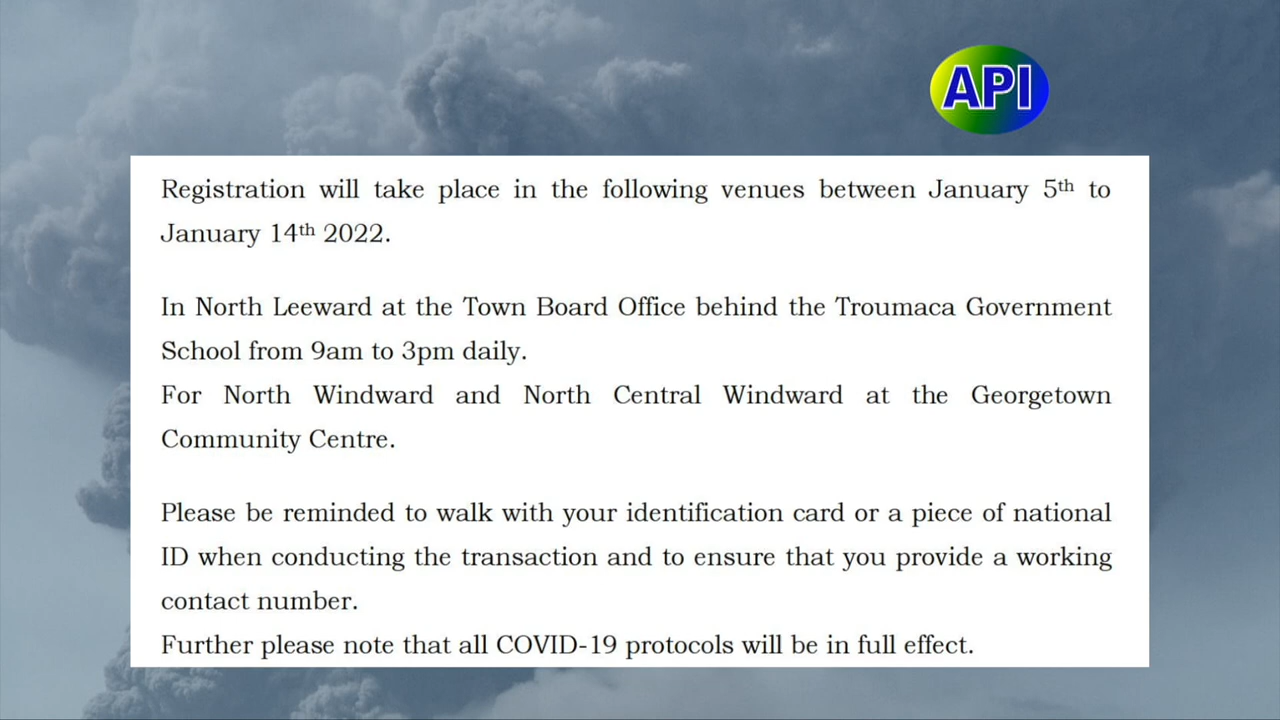 API
Registration will take place in the following venues between January 5th to
January 14th 2022.
In North Leeward at the Town Board Office behind the Troumaca Government
School from 9am to 3pm daily.
For North Windward and North Central Windward at the Georgetown
Community Centre.
Please be reminded to walk with your identification card or a piece of national
ID when conducting the transaction and to ensure that you provide a working
contact number.
Further please note that all COVID-19 protocols will be in full effect.